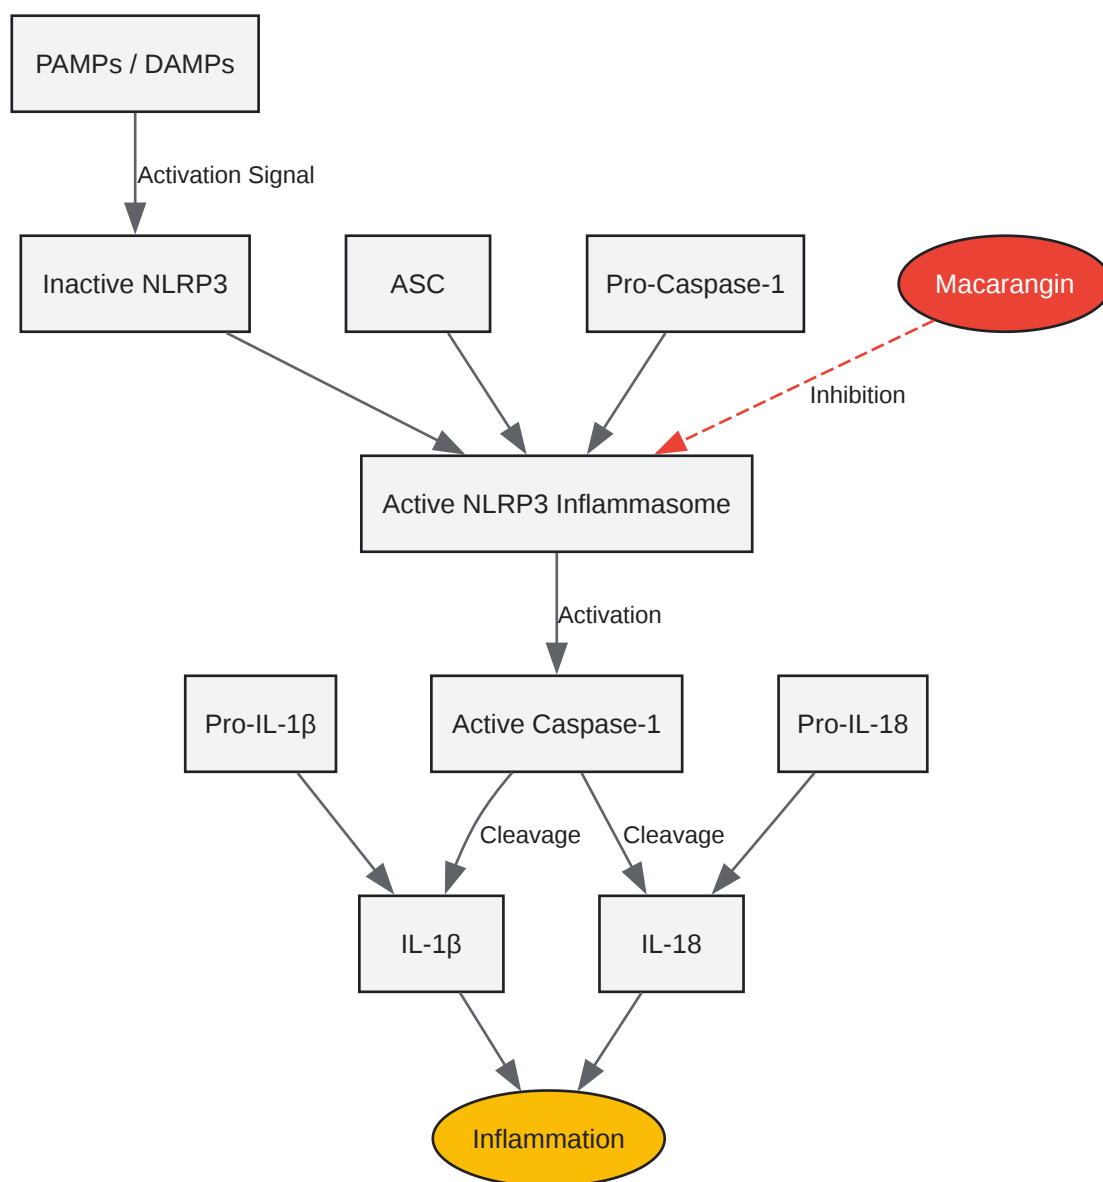 PAMPs / DAMPs
Activation Signal
Inactive NLRP3
ASC
Pro-Caspase-1
Macarangin
Inhibition
Active NLRP3 Inflammasome
Activation
Pro-IL-1β
Active Caspase-1
Pro-IL-18
Cleavage
Cleavage
IL-1β
IL-18
Inflammation